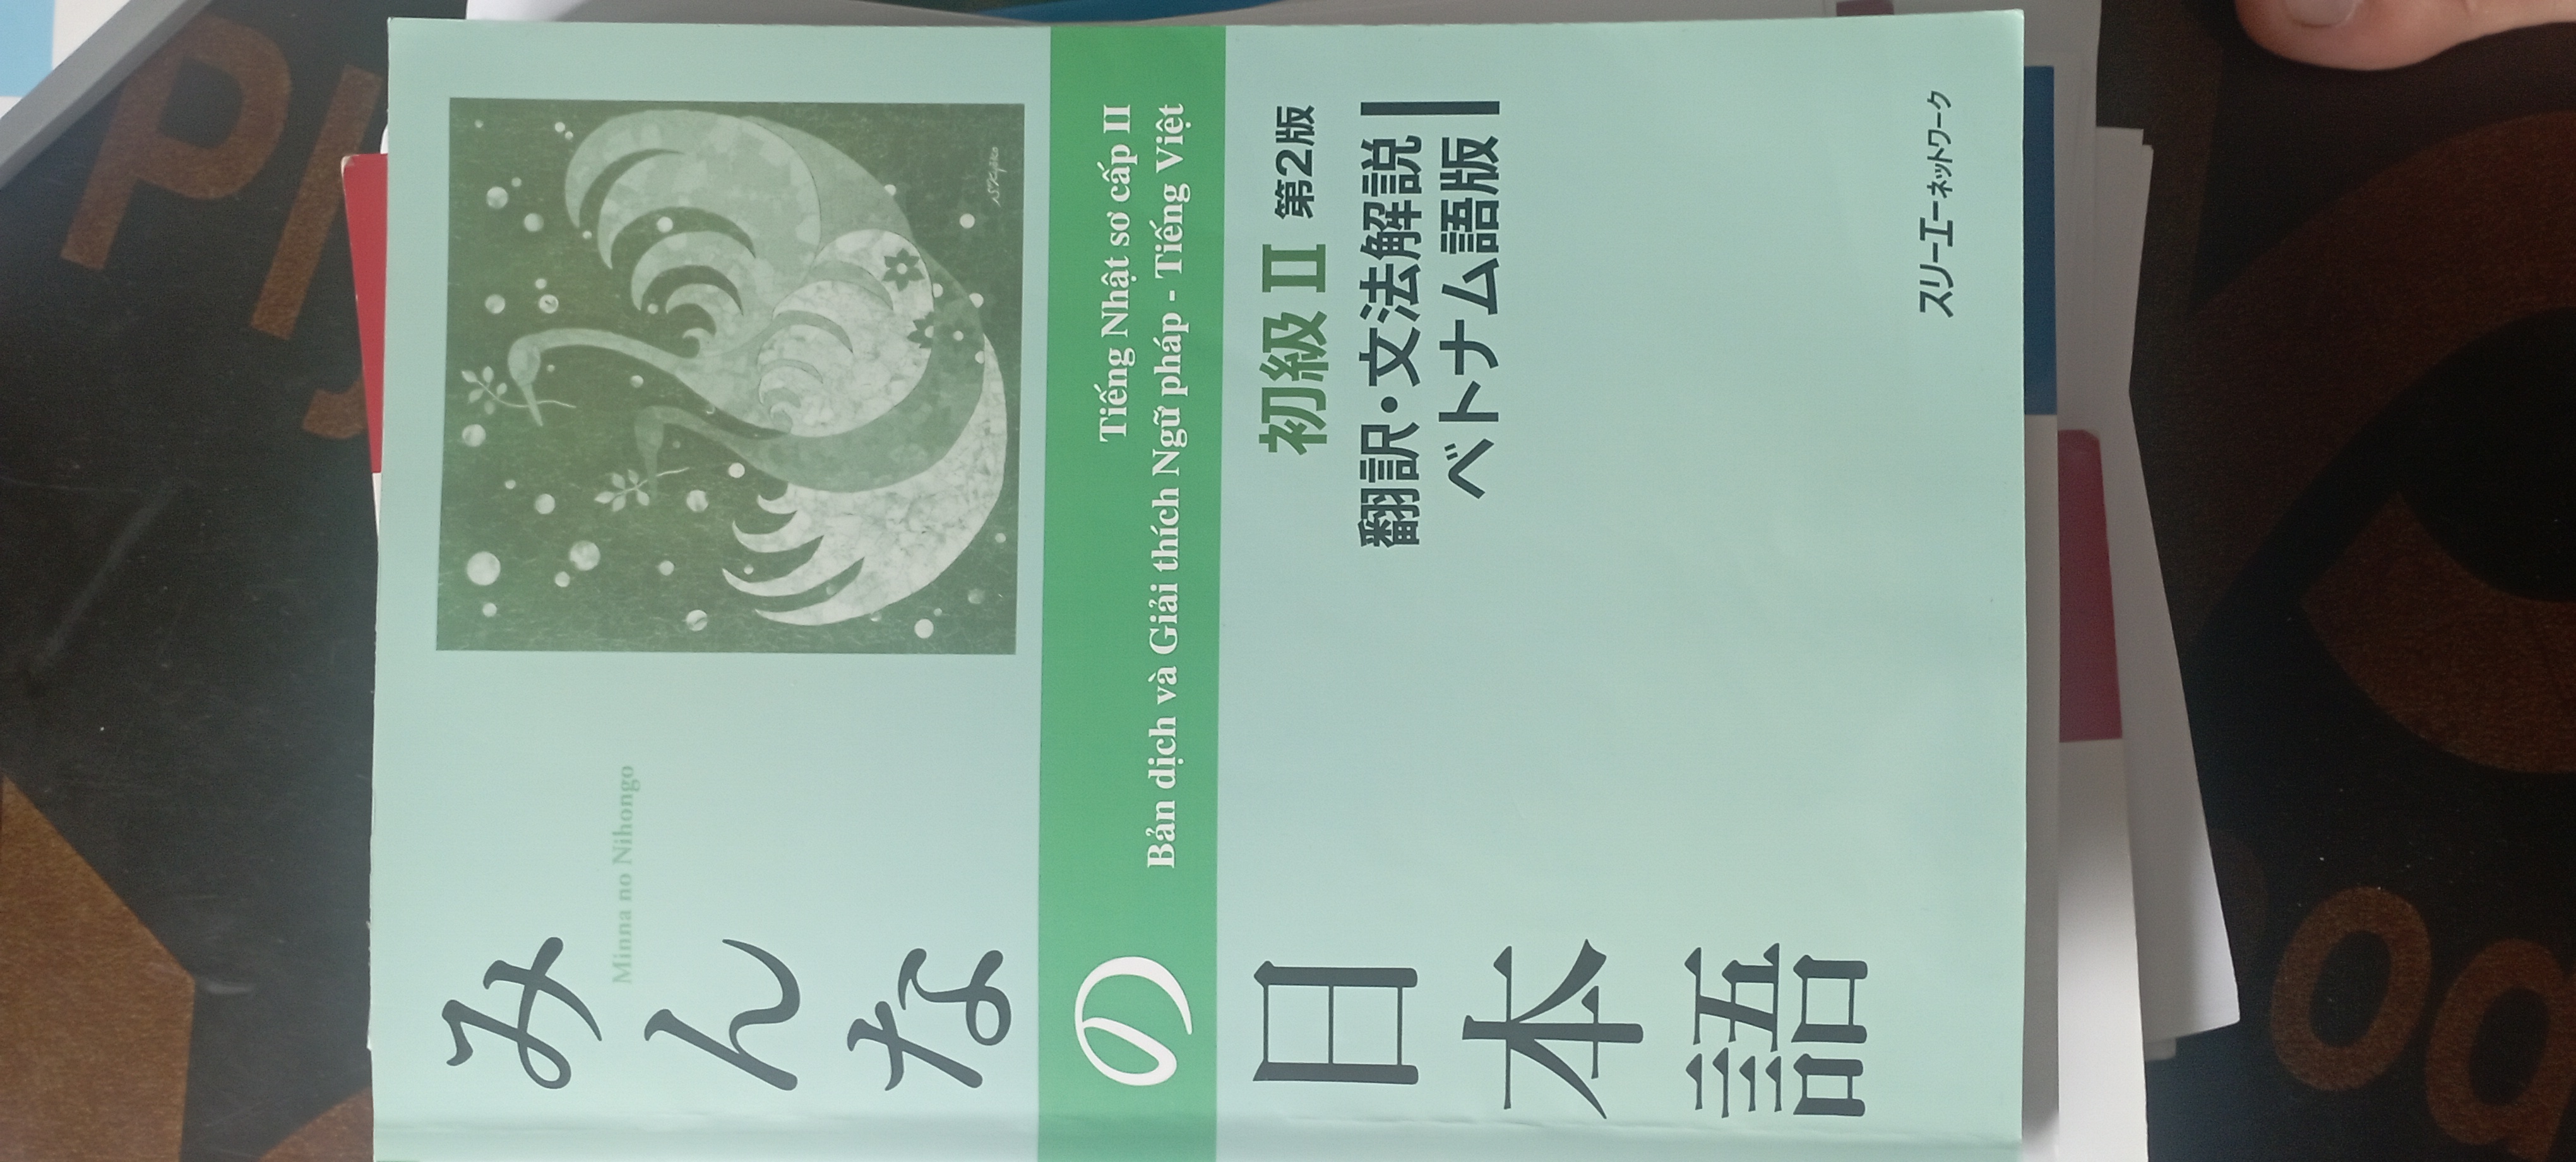 みんなの日本語
Minna no Nihongo
Tiếng Nhật sơ cấp II
Bản dịch và Giải thích Ngữ pháp - Tiếng Việt
初級 II 第2版
翻訳・文法解説
ベトナム語版
スリーエーネットワーク